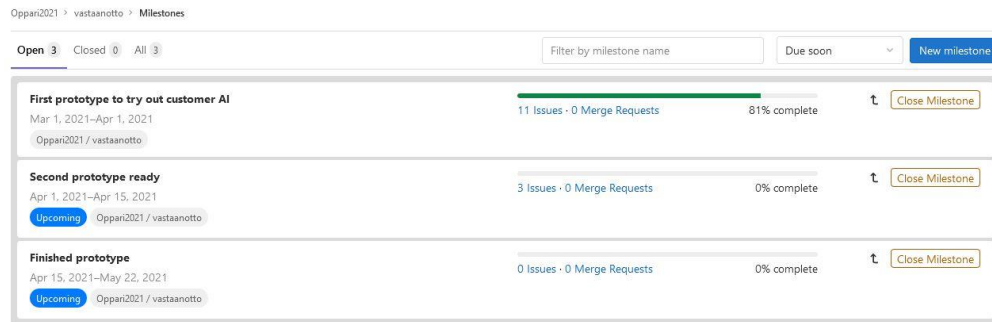 Oppari2021 > vastaanotto > Milestones
Open 3 Closed 0 All 3 Filter by milestone name Due soon New milestone
First prototype to try out customer AI
Mar 1, 2021–Apr 1, 2021
Oppari2021 / vastaanotto
11 Issues · 0 Merge Requests 81% complete
Close Milestone
Second prototype ready
Apr 1, 2021–Apr 15, 2021
Upcoming Oppari2021 / vastaanotto
3 Issues · 0 Merge Requests 0% complete
Close Milestone
Finished prototype
Apr 15, 2021–May 22, 2021
Upcoming Oppari2021 / vastaanotto
0 Issues · 0 Merge Requests 0% complete
Close Milestone